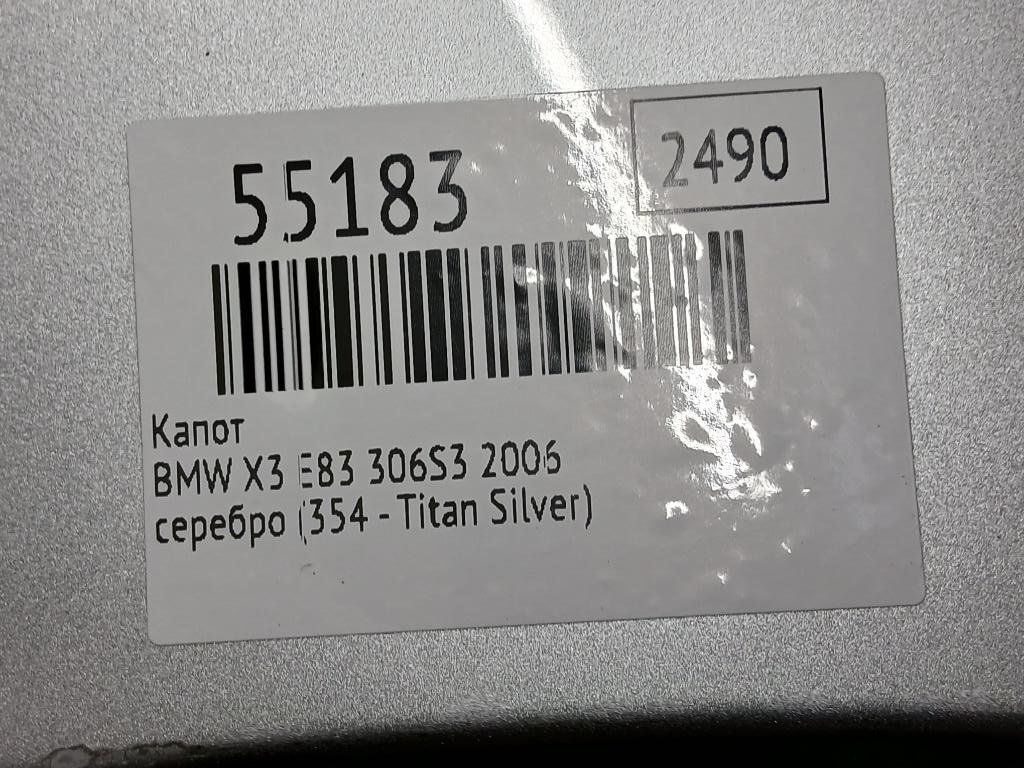 55183
2490
Капот
BMW X3 E83 306S3 2006
серебро (354 - Titan Silver)